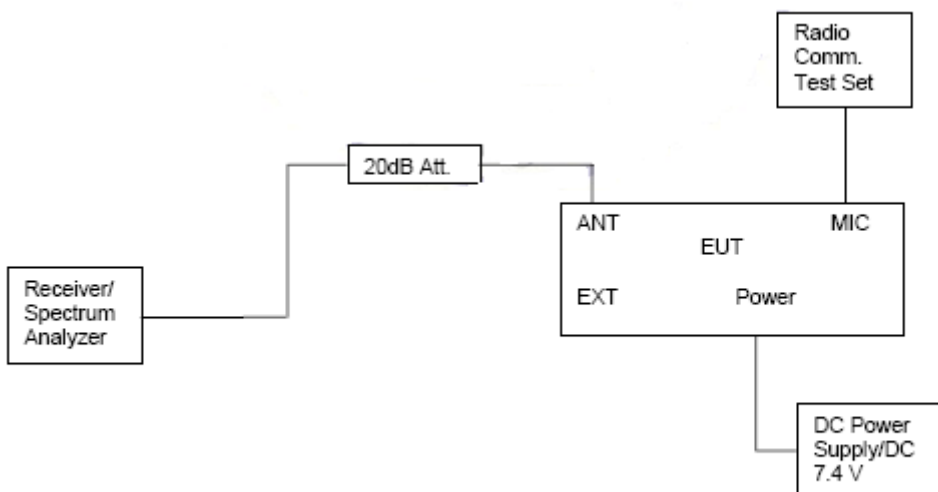 Radio
Comm.
Test Set
20dB Att.
ANT
MIC
EUT
EXT
Power
Receiver/
Spectrum
Analyzer
DC Power
Supply/DC
7.4 V